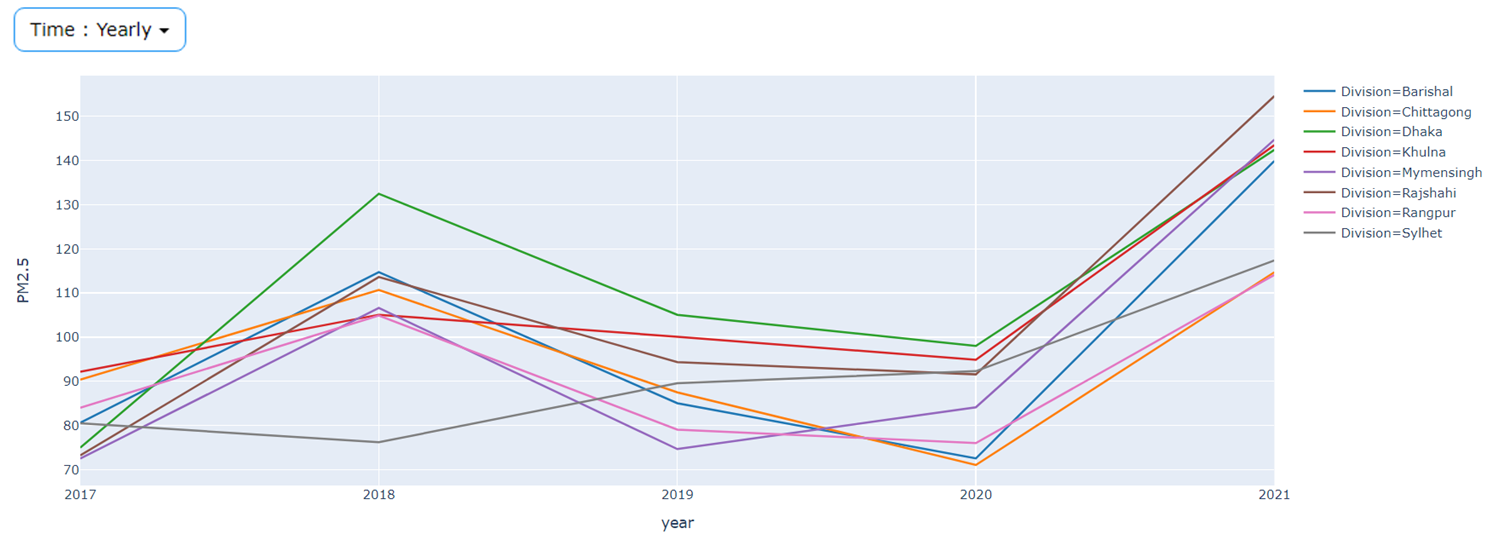 Time : Yearly
PM2.5
150
140
130
120
110
100
90
80
70
2017 2018 2019 2020 2021
year
Division=Barishal
Division=Chittagong
Division=Dhaka
Division=Khulna
Division=Mymensingh
Division=Rajshahi
Division=Rangpur
Division=Sylhet